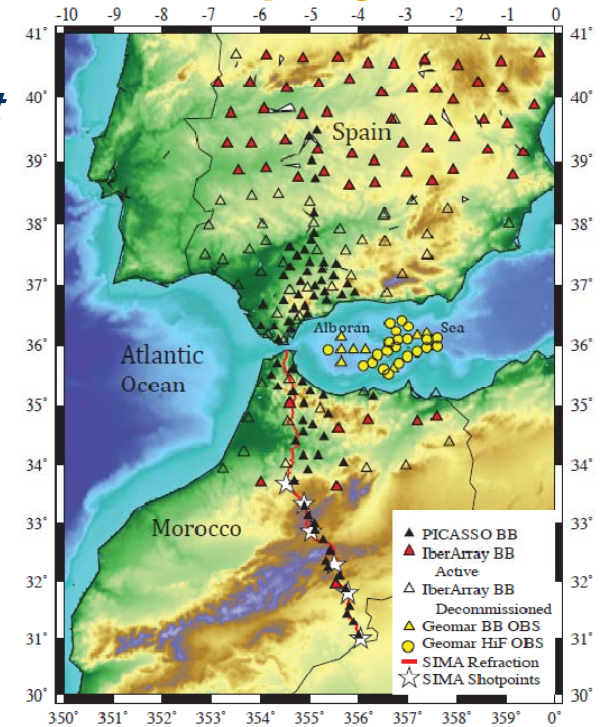 -10 -9 -8 -7 -6 -5 -4 -3 -2 -1 0
41° 41°
40° 40°
Spain
39° 39°
38° 38°
37° 37°
Alboran Sea
36° 36°
Atlantic
Ocean
35° 35°
34° 34°
33° 33°
Morocco
PICASSO BB
IberArray BB
Active
32° 32°
IberArray BB
Decommissioned
Geomar BB OBS
31° 31°
Geomar HiF OBS
SIMA Refraction
SIMA Shotpoints
30° 30°
350° 351° 352° 353° 354° 355° 356° 357° 358° 359° 0°